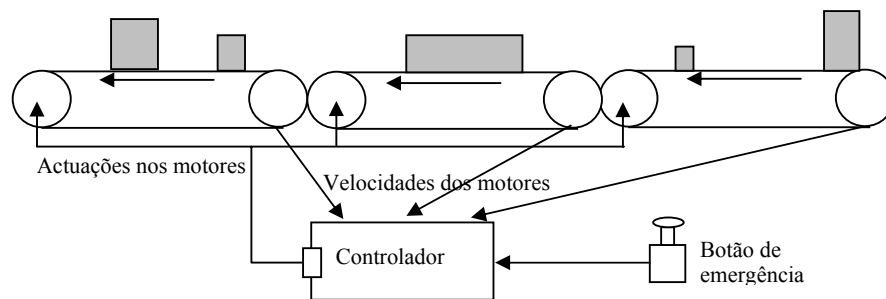 Actuações nos motores
Velocidades dos motores
Controlador
Botão de
emergência